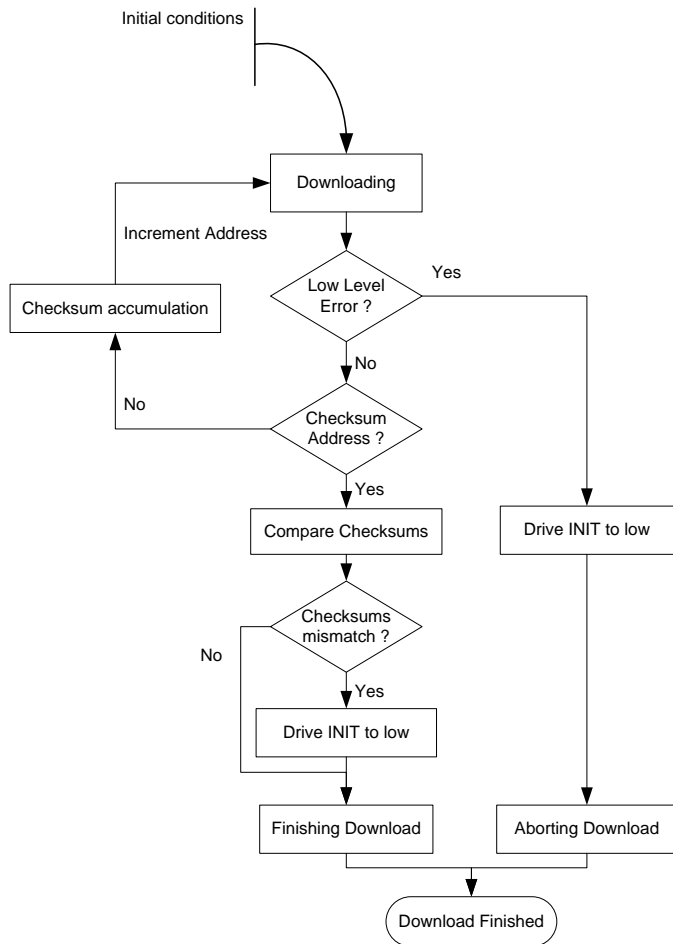 Initial conditions
Downloading
Increment Address
Low Level
Error ?
Yes
Checksum accumulation
No
No
Checksum
Address ?
Yes
Compare Checksums
Drive INIT to low
Checksums
mismatch ?
No
Yes
Drive INIT to low
Finishing Download
Aborting Download
Download Finished